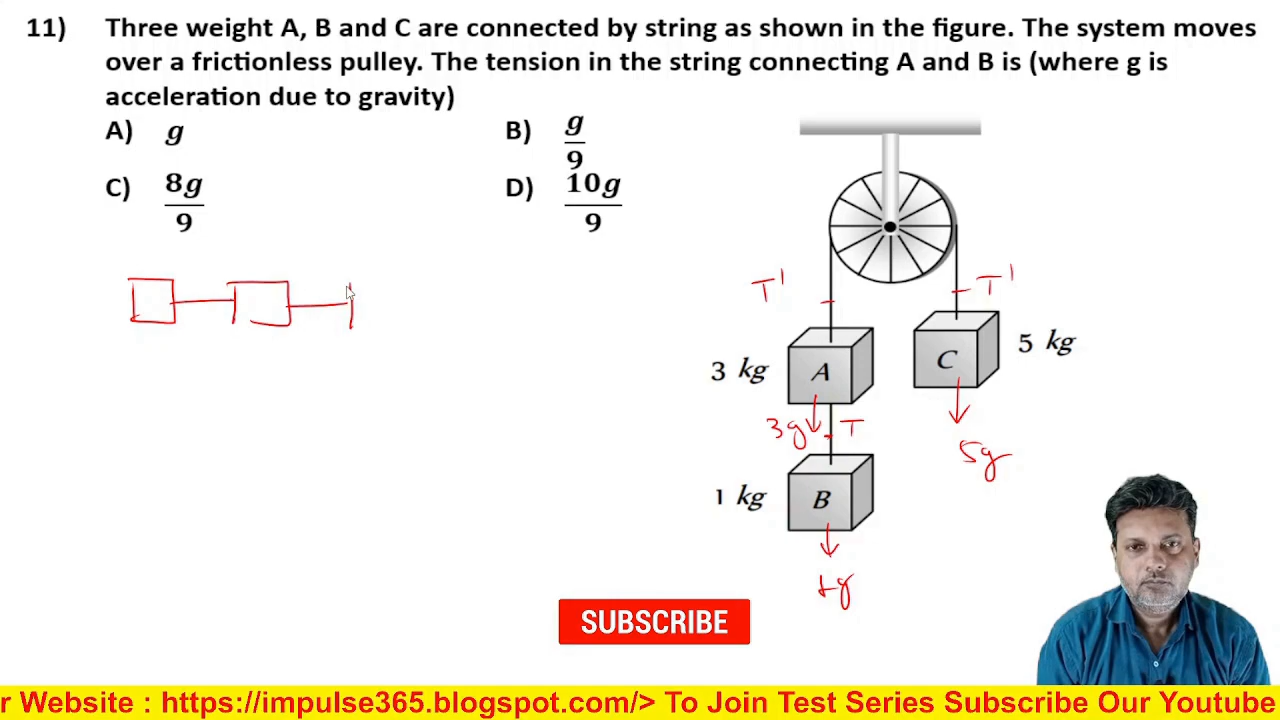 11) Three weight A, B and C are connected by string as shown in the figure. The system moves
over a frictionless pulley. The tension in the string connecting A and B is (where g is
acceleration due to gravity)
A) g
B) g/9
C) 8g/9
D) 10g/9
T'
T'
3 kg
A
C
5 kg
3g
T
5g
1 kg
B
1g
SUBSCRIBE
r Website : https://impulse365.blogspot.com/> To Join Test Series Subscribe Our Youtube